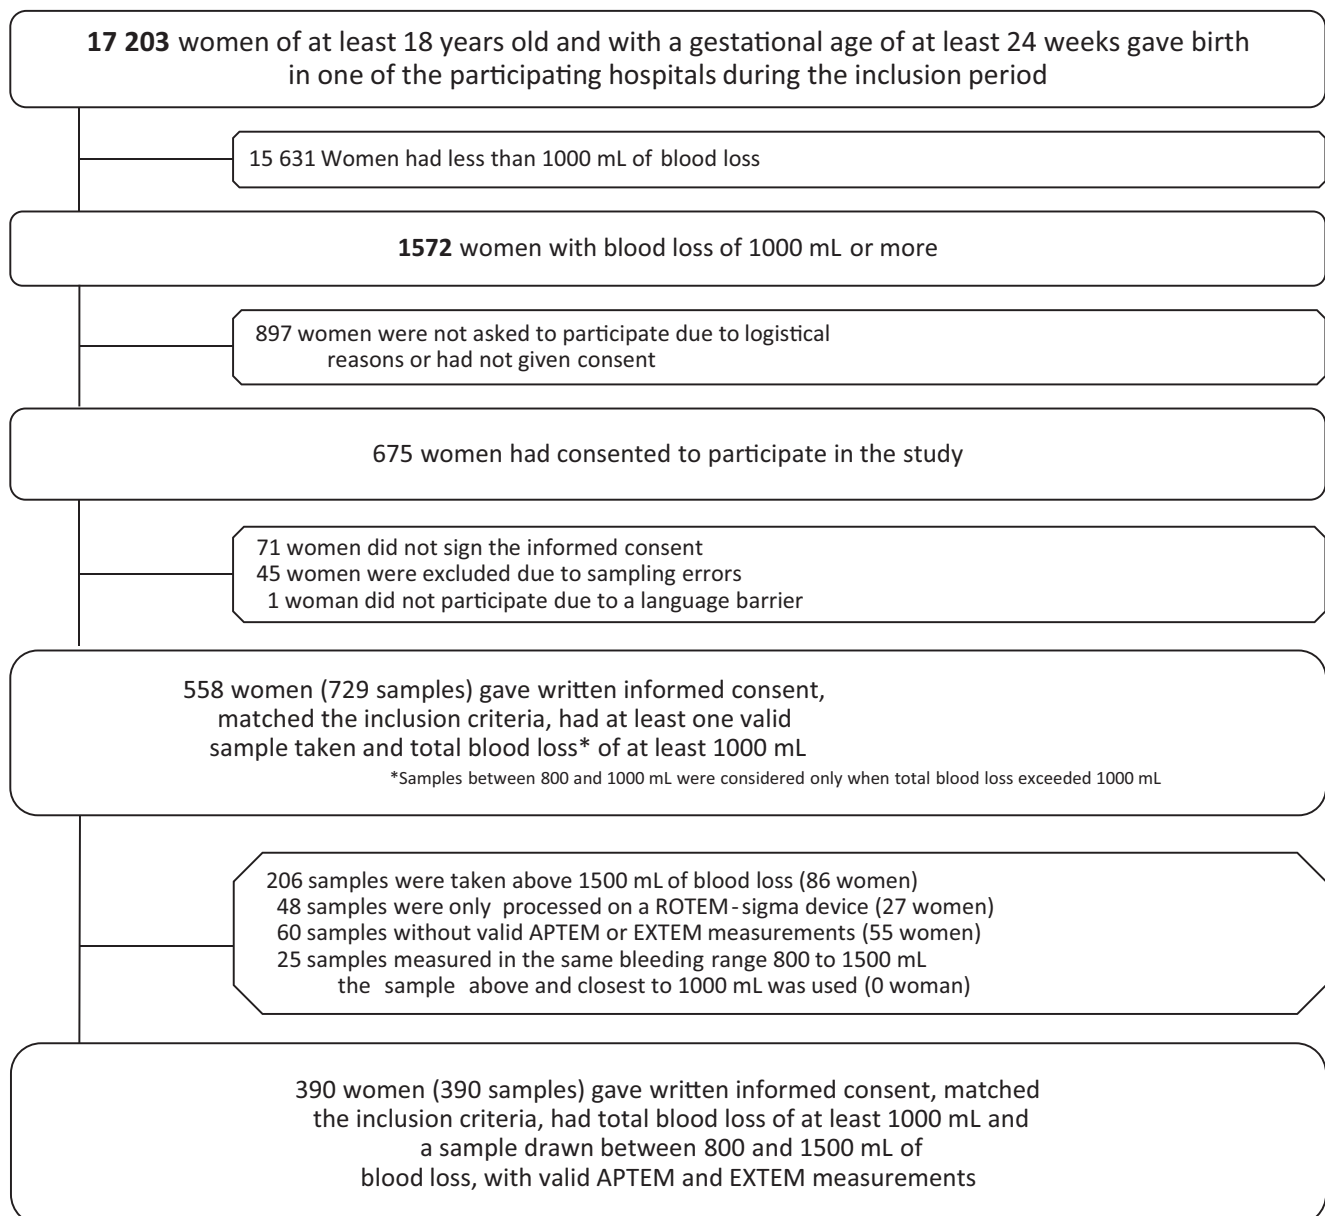 17 203 women of at least 18 years old and with a gestational age of at least 24 weeks gave birth
in one of the participating hospitals during the inclusion period
15 631 Women had less than 1000 mL of blood loss
1572 women with blood loss of 1000 mL or more
897 women were not asked to participate due to logistical
reasons or had not given consent
675 women had consented to participate in the study
71 women did not sign the informed consent
45 women were excluded due to sampling errors
1 woman did not participate due to a language barrier
558 women (729 samples) gave written informed consent,
matched the inclusion criteria, had at least one valid
sample taken and total blood loss* of at least 1000 mL
*Samples between 800 and 1000 mL were considered only when total blood loss exceeded 1000 mL
206 samples were taken above 1500 mL of blood loss (86 women)
48 samples were only processed on a ROTEM-sigma device (27 women)
60 samples without valid APTEM or EXTEM measurements (55 women)
25 samples measured in the same bleeding range 800 to 1500 mL
the sample above and closest to 1000 mL was used (0 woman)
390 women (390 samples) gave written informed consent, matched
the inclusion criteria, had total blood loss of at least 1000 mL and
a sample drawn between 800 and 1500 mL of
blood loss, with valid APTEM and EXTEM measurements